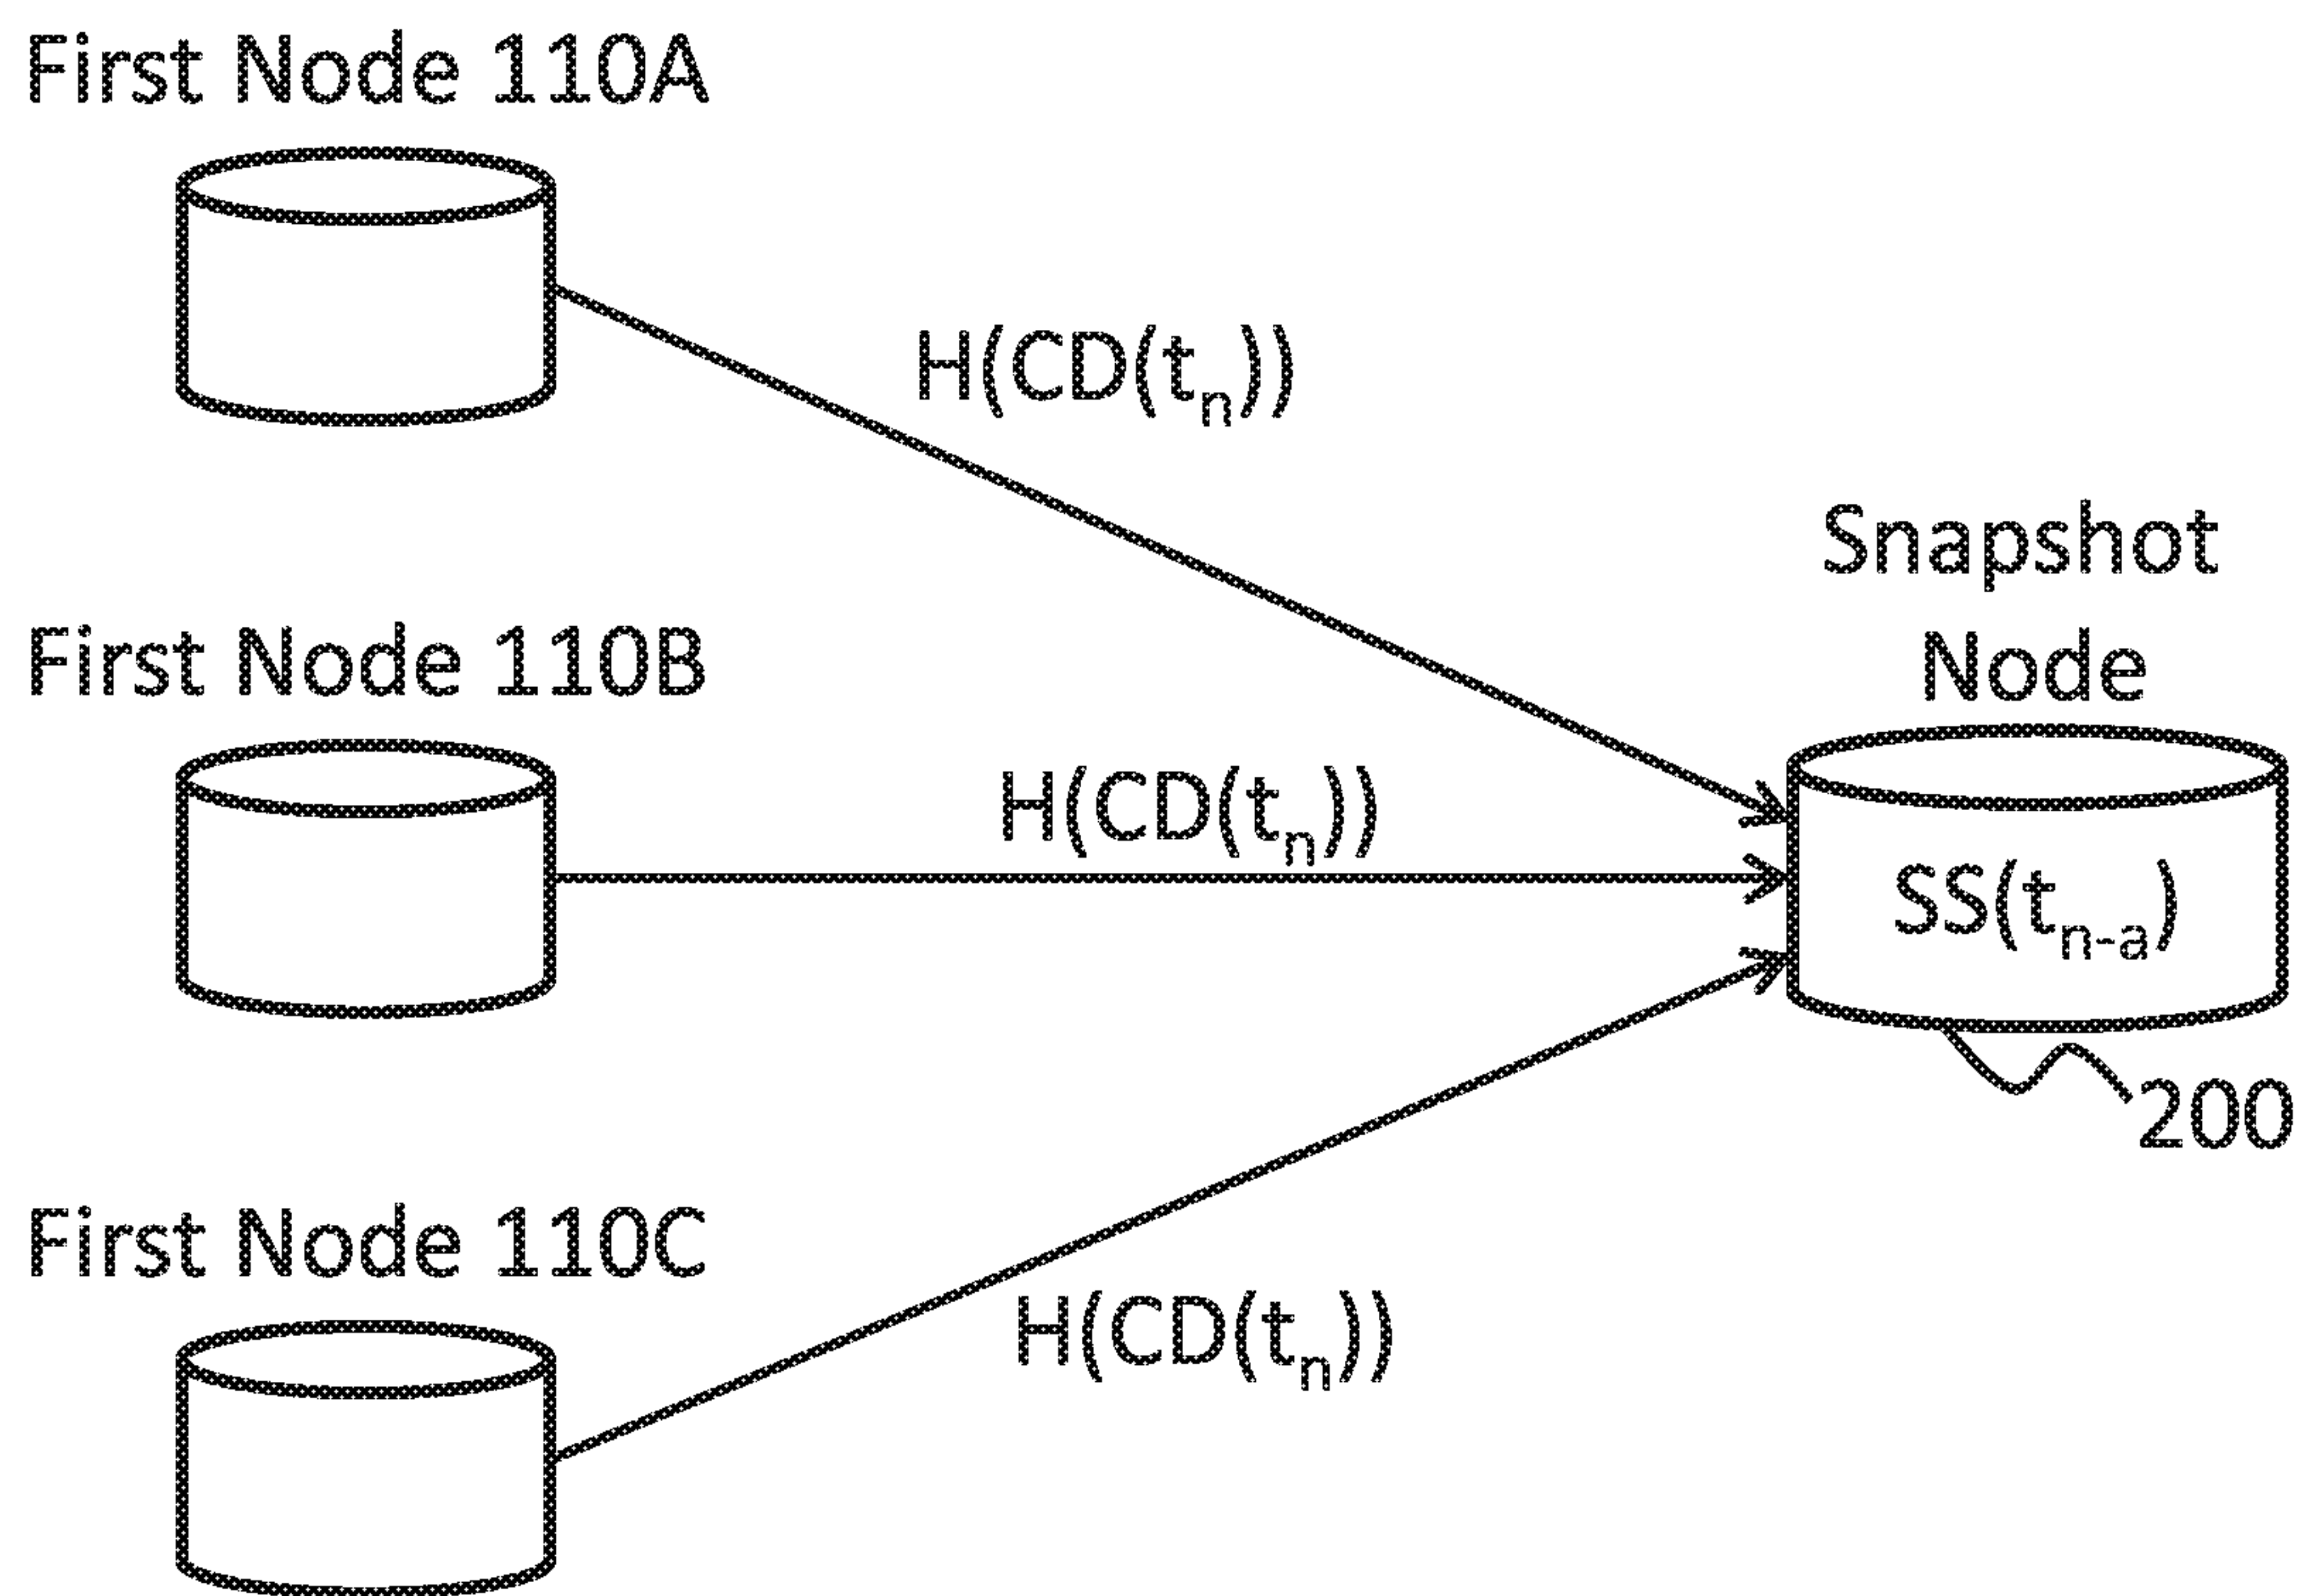 First Node 110A
H(CD(tₙ))
Snapshot
Node
First Node 110B
H(CD(tₙ))
SS(tₙ₋ₐ)
200
First Node 110C
H(CD(tₙ))